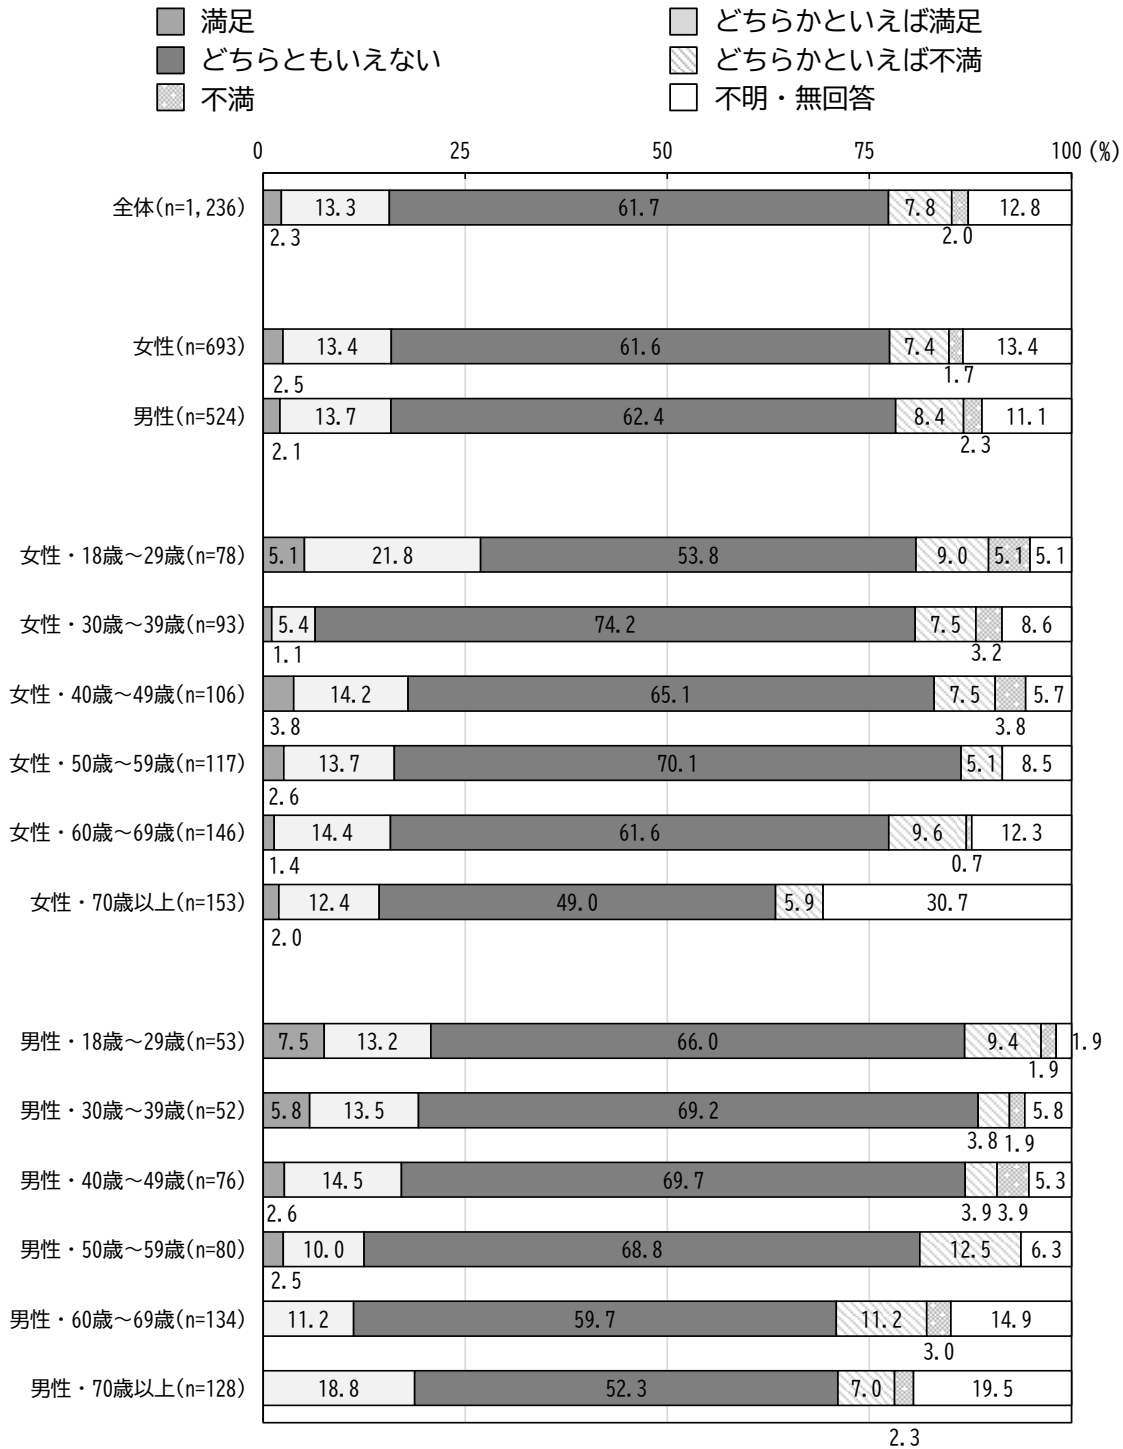 満足 どちらかといえば満足
どちらともいえない どちらかといえば不満
不満 不明・無回答
0 25 50 75 100 (%)
全体(n=1,236) 13.3 61.7 7.8 12.8
2.3 2.0
女性(n=693) 13.4 61.6 7.4 13.4
2.5 1.7
男性(n=524) 13.7 62.4 8.4 11.1
2.1 2.3
女性・18歳～29歳(n=78) 5.1 21.8 53.8 9.0 5.1 5.1
女性・30歳～39歳(n=93) 5.4 74.2 7.5 8.6
1.1 3.2
女性・40歳～49歳(n=106) 14.2 65.1 7.5 5.7
3.8 3.8
女性・50歳～59歳(n=117) 13.7 70.1 5.1 8.5
2.6
女性・60歳～69歳(n=146) 14.4 61.6 9.6 12.3
1.4 0.7
女性・70歳以上(n=153) 12.4 49.0 5.9 30.7
2.0
男性・18歳～29歳(n=53) 7.5 13.2 66.0 9.4 1.9
1.9
男性・30歳～39歳(n=52) 5.8 13.5 69.2 5.8
3.8 1.9
男性・40歳～49歳(n=76) 14.5 69.7 5.3
2.6 3.9 3.9
男性・50歳～59歳(n=80) 10.0 68.8 12.5 6.3
2.5
男性・60歳～69歳(n=134) 11.2 59.7 11.2 14.9
3.0
男性・70歳以上(n=128) 18.8 52.3 7.0 19.5
2.3